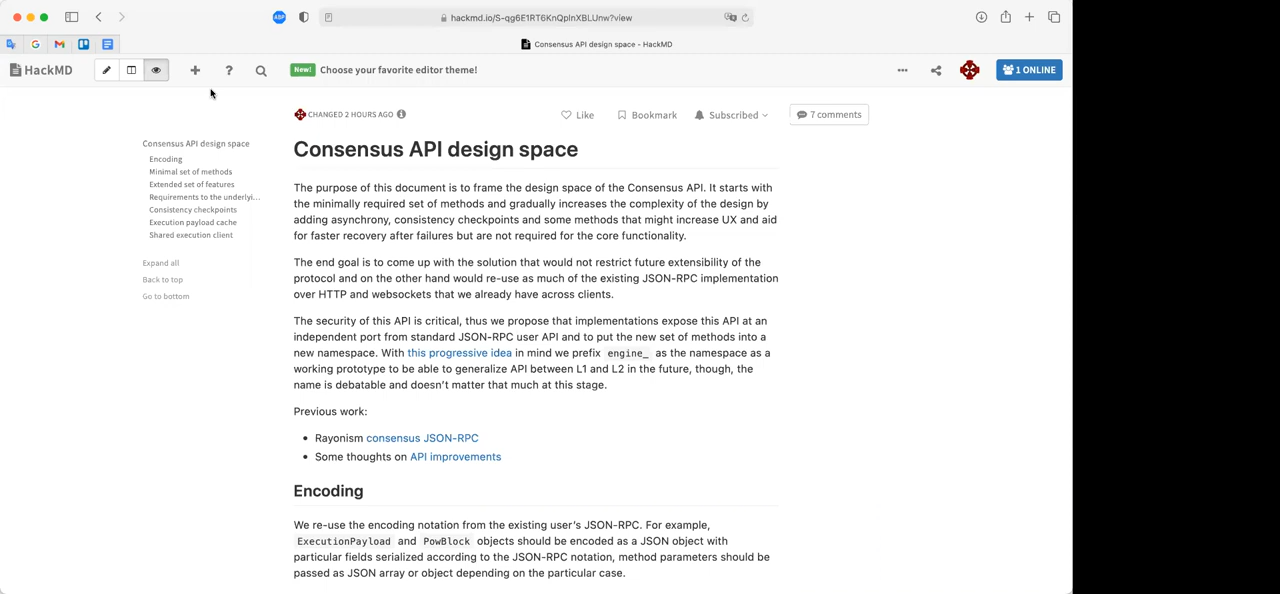 ABP
hackmd.io/S-qg6E1RT6KnQpInXBLUnw?view
G
Consensus API design space - HackMD
HackMD
?
New!
Choose your favorite editor theme!
1 ONLINE
CHANGED 2 HOURS AGO
Like
Bookmark
Subscribed
7 comments
Consensus API design space
Encoding
Minimal set of methods
Extended set of features
Requirements to the underlyi...
Consistency checkpoints
Execution payload cache
Shared execution client
Expand all
Back to top
Go to bottom
Consensus API design space
The purpose of this document is to frame the design space of the Consensus API. It starts with
the minimally required set of methods and gradually increases the complexity of the design by
adding asynchrony, consistency checkpoints and some methods that might increase UX and aid
for faster recovery after failures but are not required for the core functionality.
The end goal is to come up with the solution that would not restrict future extensibility of the
protocol and on the other hand would re-use as much of the existing JSON-RPC implementation
over HTTP and websockets that we already have across clients.
The security of this API is critical, thus we propose that implementations expose this API at an
independent port from standard JSON-RPC user API and to put the new set of methods into a
new namespace. With this progressive idea in mind we prefix engine_ as the namespace as a
working prototype to be able to generalize API between L1 and L2 in the future, though, the
name is debatable and doesn't matter that much at this stage.
Previous work:
• Rayonism consensus JSON-RPC
• Some thoughts on API improvements
Encoding
We re-use the encoding notation from the existing user's JSON-RPC. For example,
ExecutionPayload and PowBlock objects should be encoded as a JSON object with
particular fields serialized according to the JSON-RPC notation, method parameters should be
passed as JSON array or object depending on the particular case.